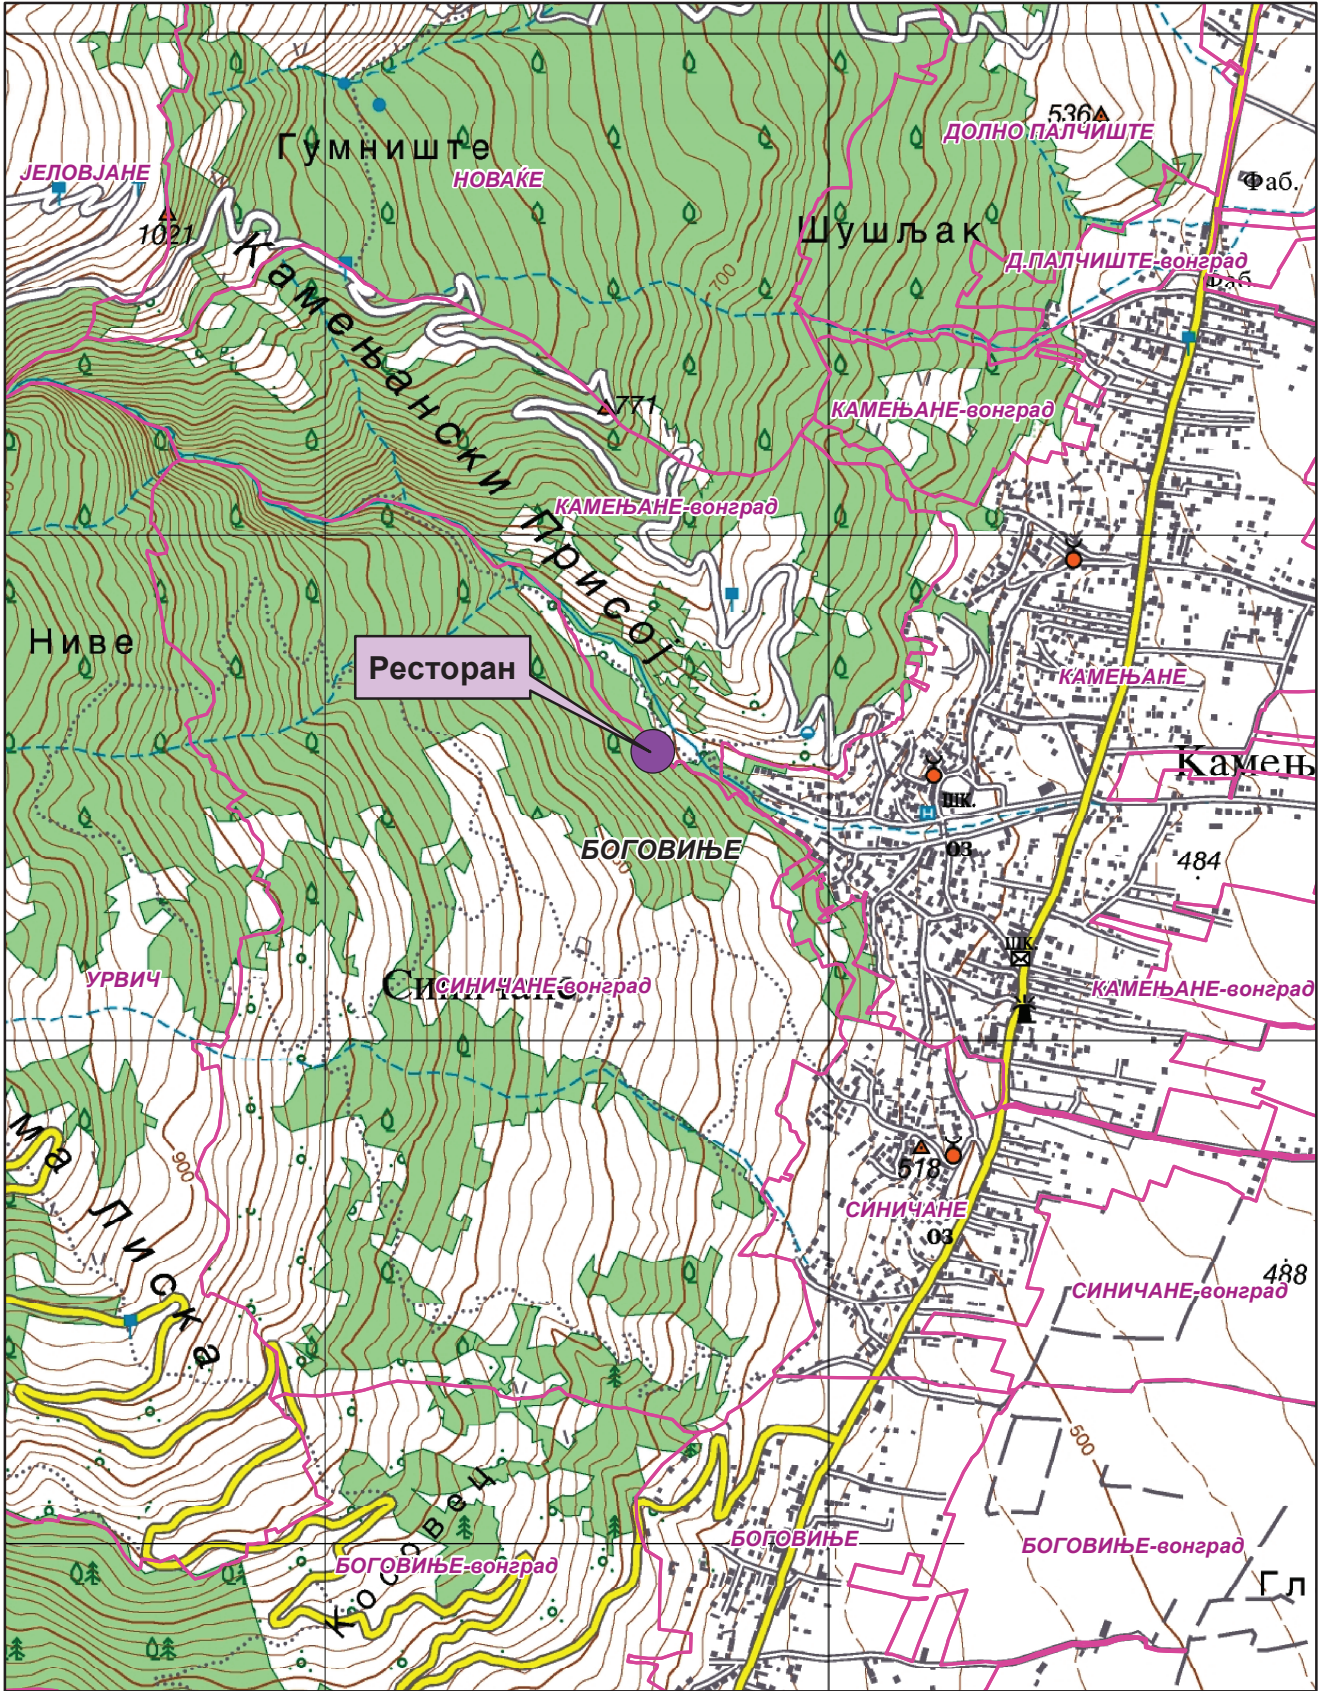 536
ДОЛНО ПАЛЧИШТЕ
Гумниште
ЈЕЛОВЈАНЕ
НОВАЌЕ
Фаб.
1021
Шушљак
Д.ПАЛЧИШТЕ-вонград
Фаб.
700
Камењански Присој
771
КАМЕЊАНЕ-вонград
КАМЕЊАНЕ-вонград
Ниве
Ресторан
КАМЕЊАНЕ
Камењ
шк.
БОГОВИЊЕ
оз
484
шк.
УРВИЧ
Синичане
СИНИЧАНЕ-вонград
КАМЕЊАНЕ-вонград
ма Лиска
900
518
СИНИЧАНЕ
оз
488
СИНИЧАНЕ-вонград
500
Косовец
БОГОВИЊЕ
БОГОВИЊЕ-вонград
БОГОВИЊЕ-вонград
Гл